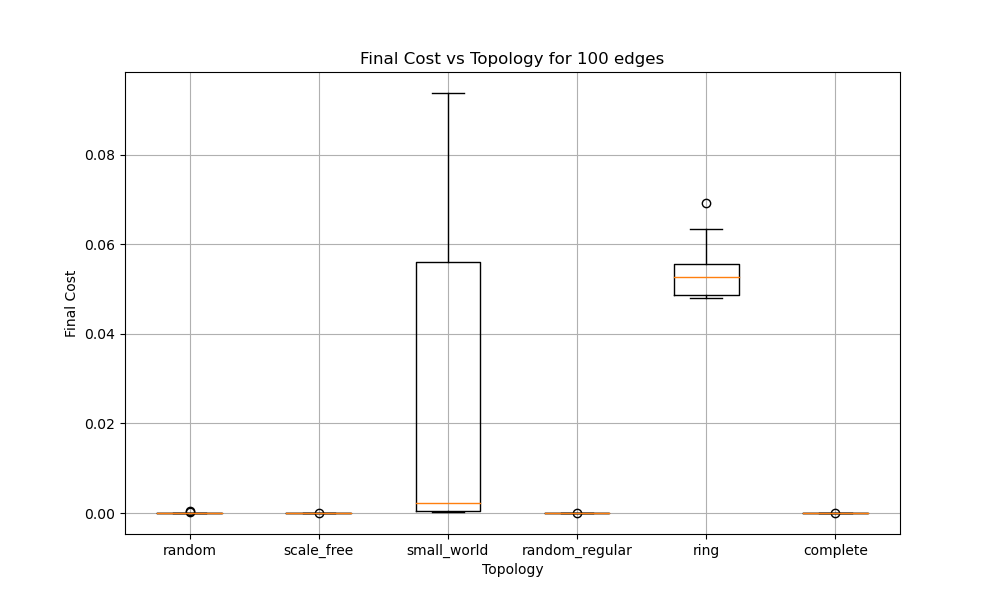 Final Cost vs Topology for 100 edges
Final Cost
0.08
0.06
0.04
0.02
0.00
random scale_free small_world random_regular ring complete
Topology